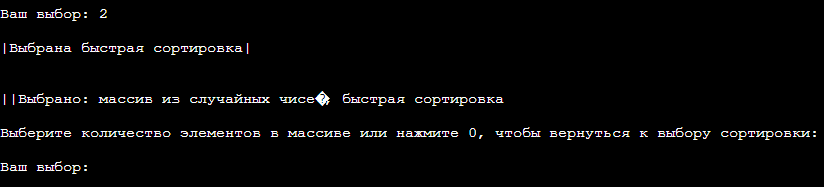 Ваш выбор: 2
|Выбрана быстрая сортировка|
||Выбрано: массив из случайных чисе�, быстрая сортировка
Выберите количество элементов в массиве или нажмите 0, чтобы вернуться к выбору сортировки:
Ваш выбор: